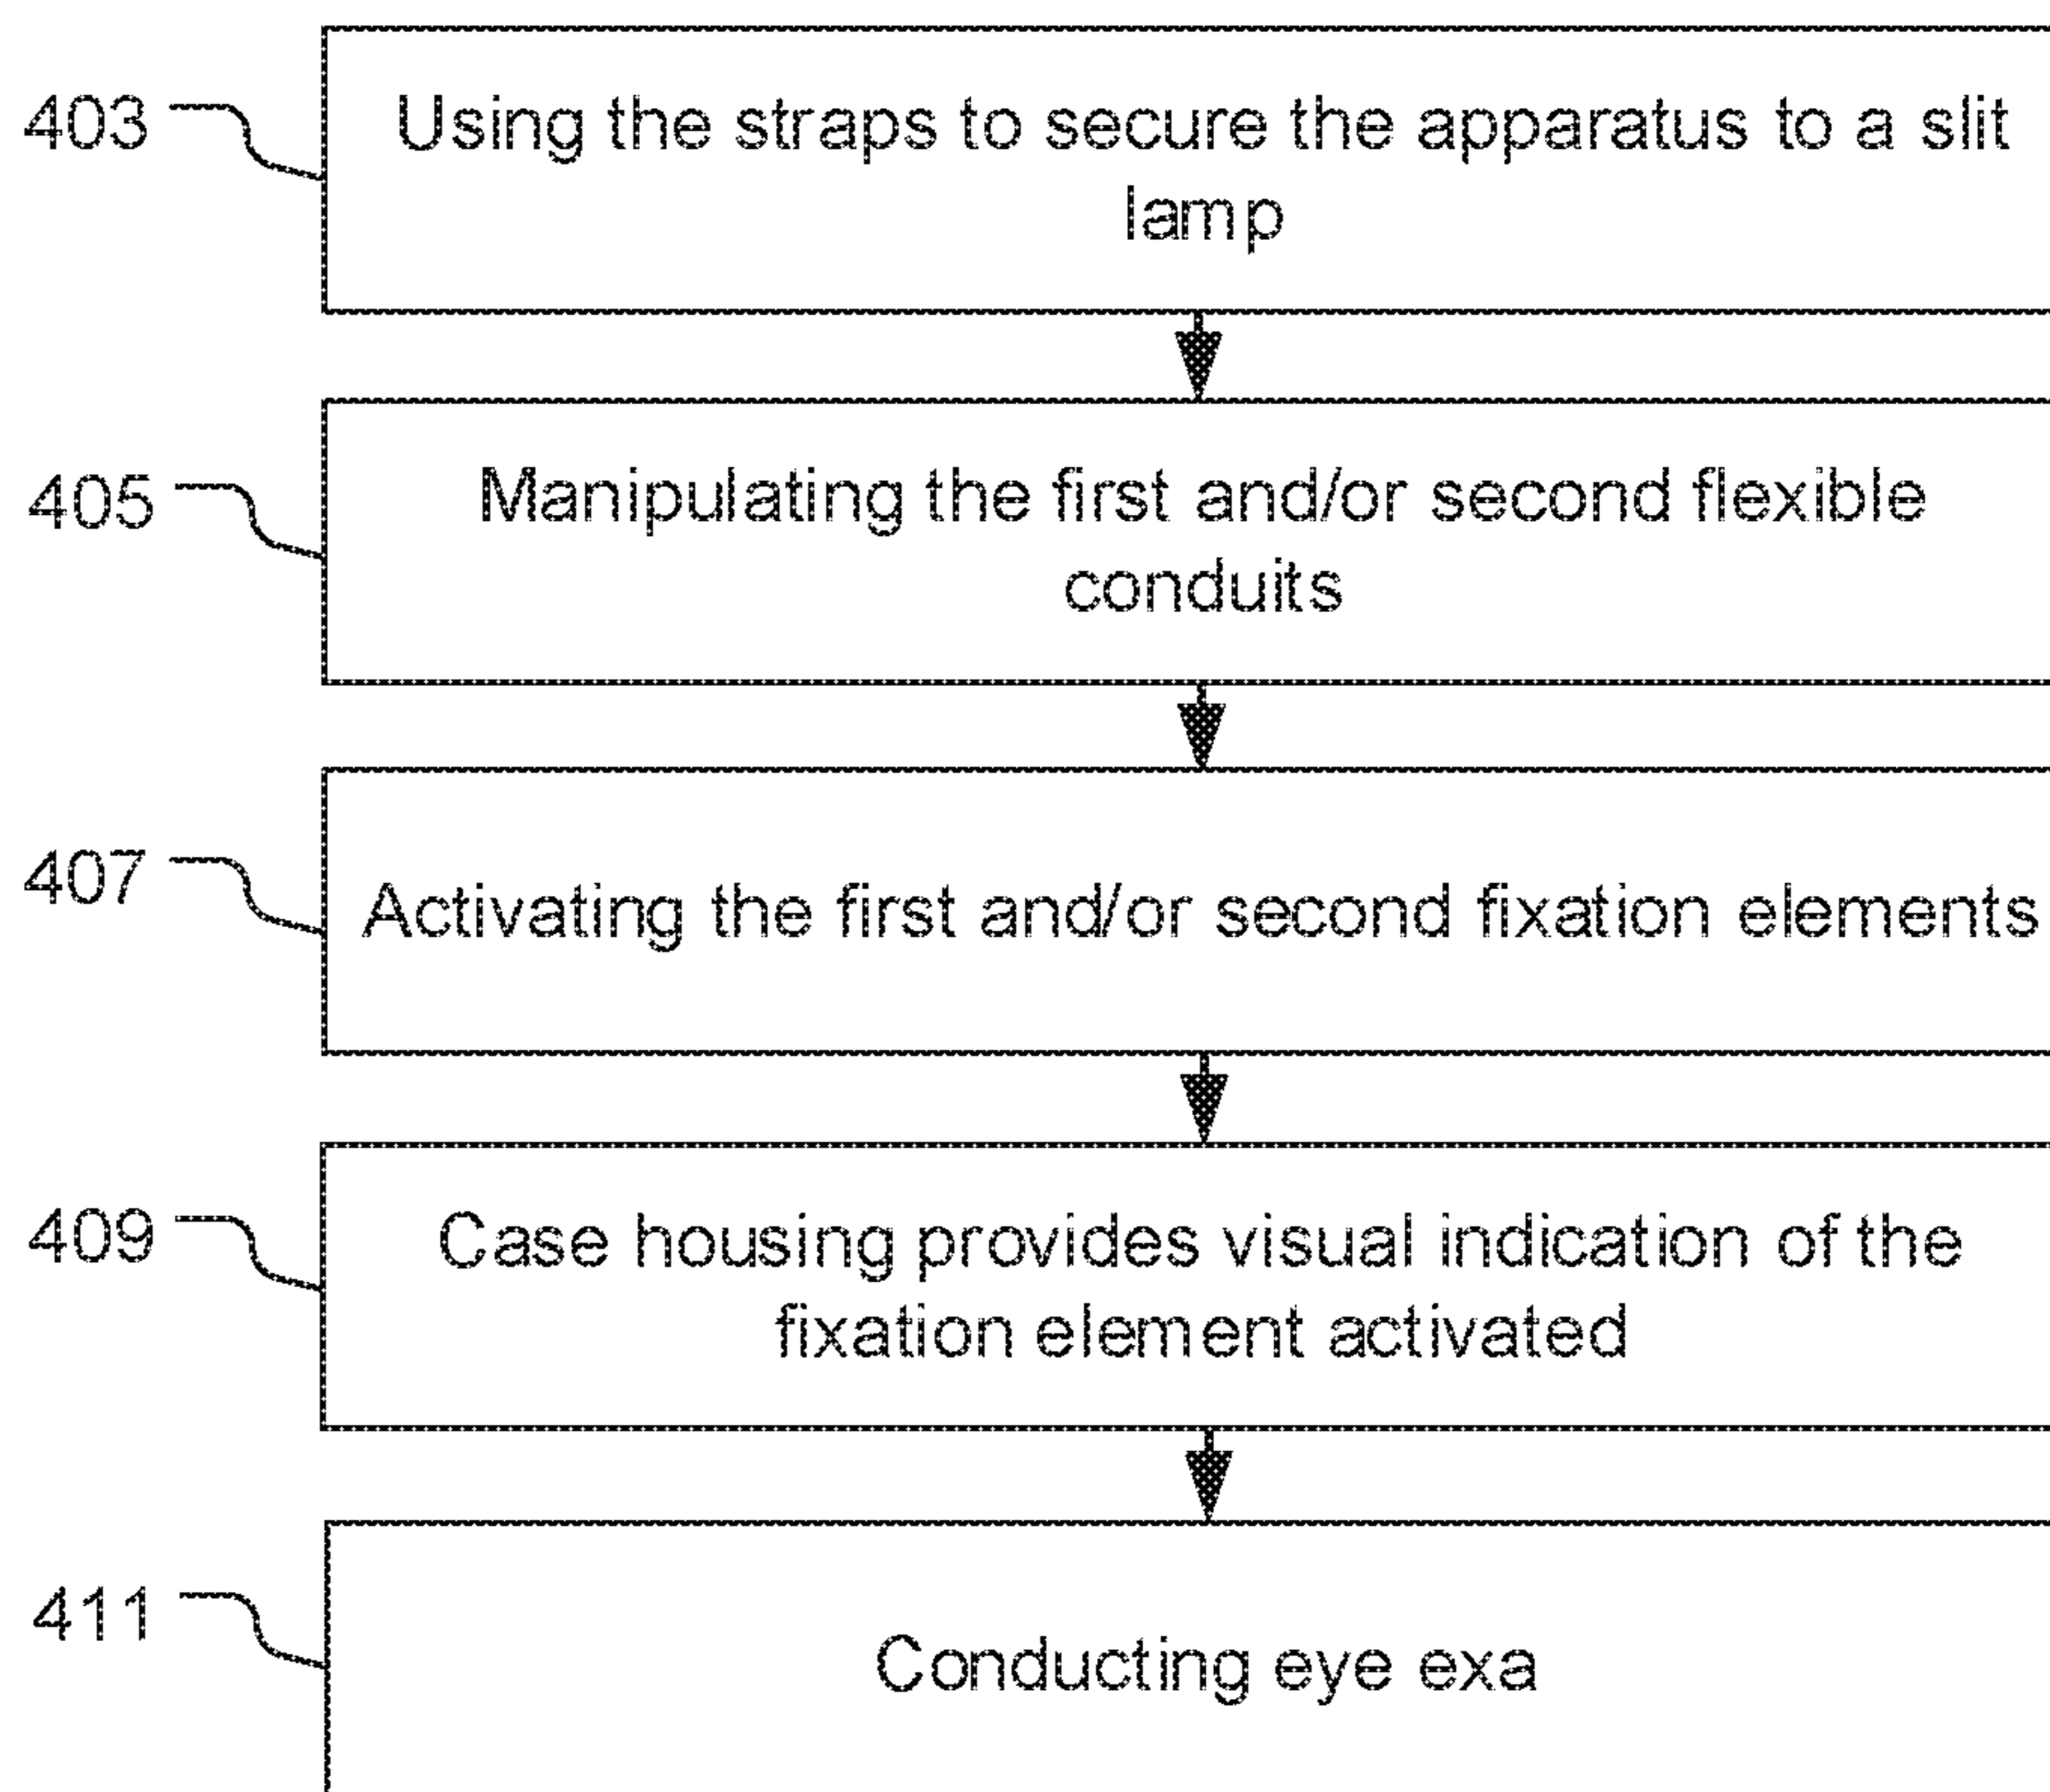 403
Using the straps to secure the apparatus to a slit
lamp
405
Manipulating the first and/or second flexible
conduits
407
Activating the first and/or second fixation elements
409
Case housing provides visual indication of the
fixation element activated
411
Conducting eye exa